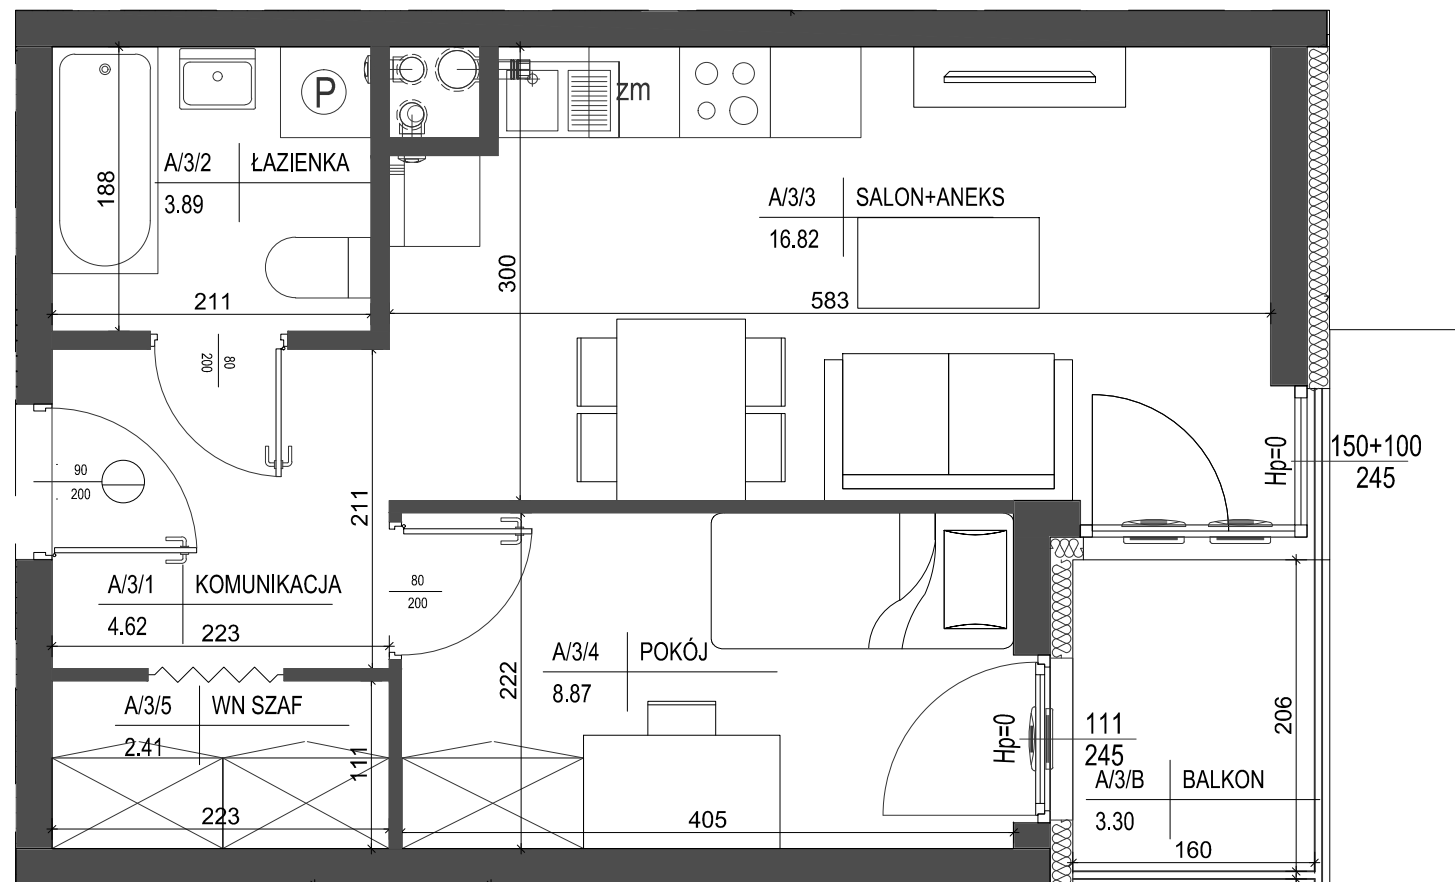 P
zm
A/3/2 ŁAZIENKA
3.89
188
211
A/3/3 SALON+ANEKS
16.82
300
583
80
200
90
200
211
Hp=0
150+100
245
A/3/1 KOMUNIKACJA
4.62
223
80
200
A/3/4 POKÓJ
8.87
222
A/3/5 WN SZAF
2.41
111
223
405
Hp=0
111
245
206
A/3/B BALKON
3.30
160